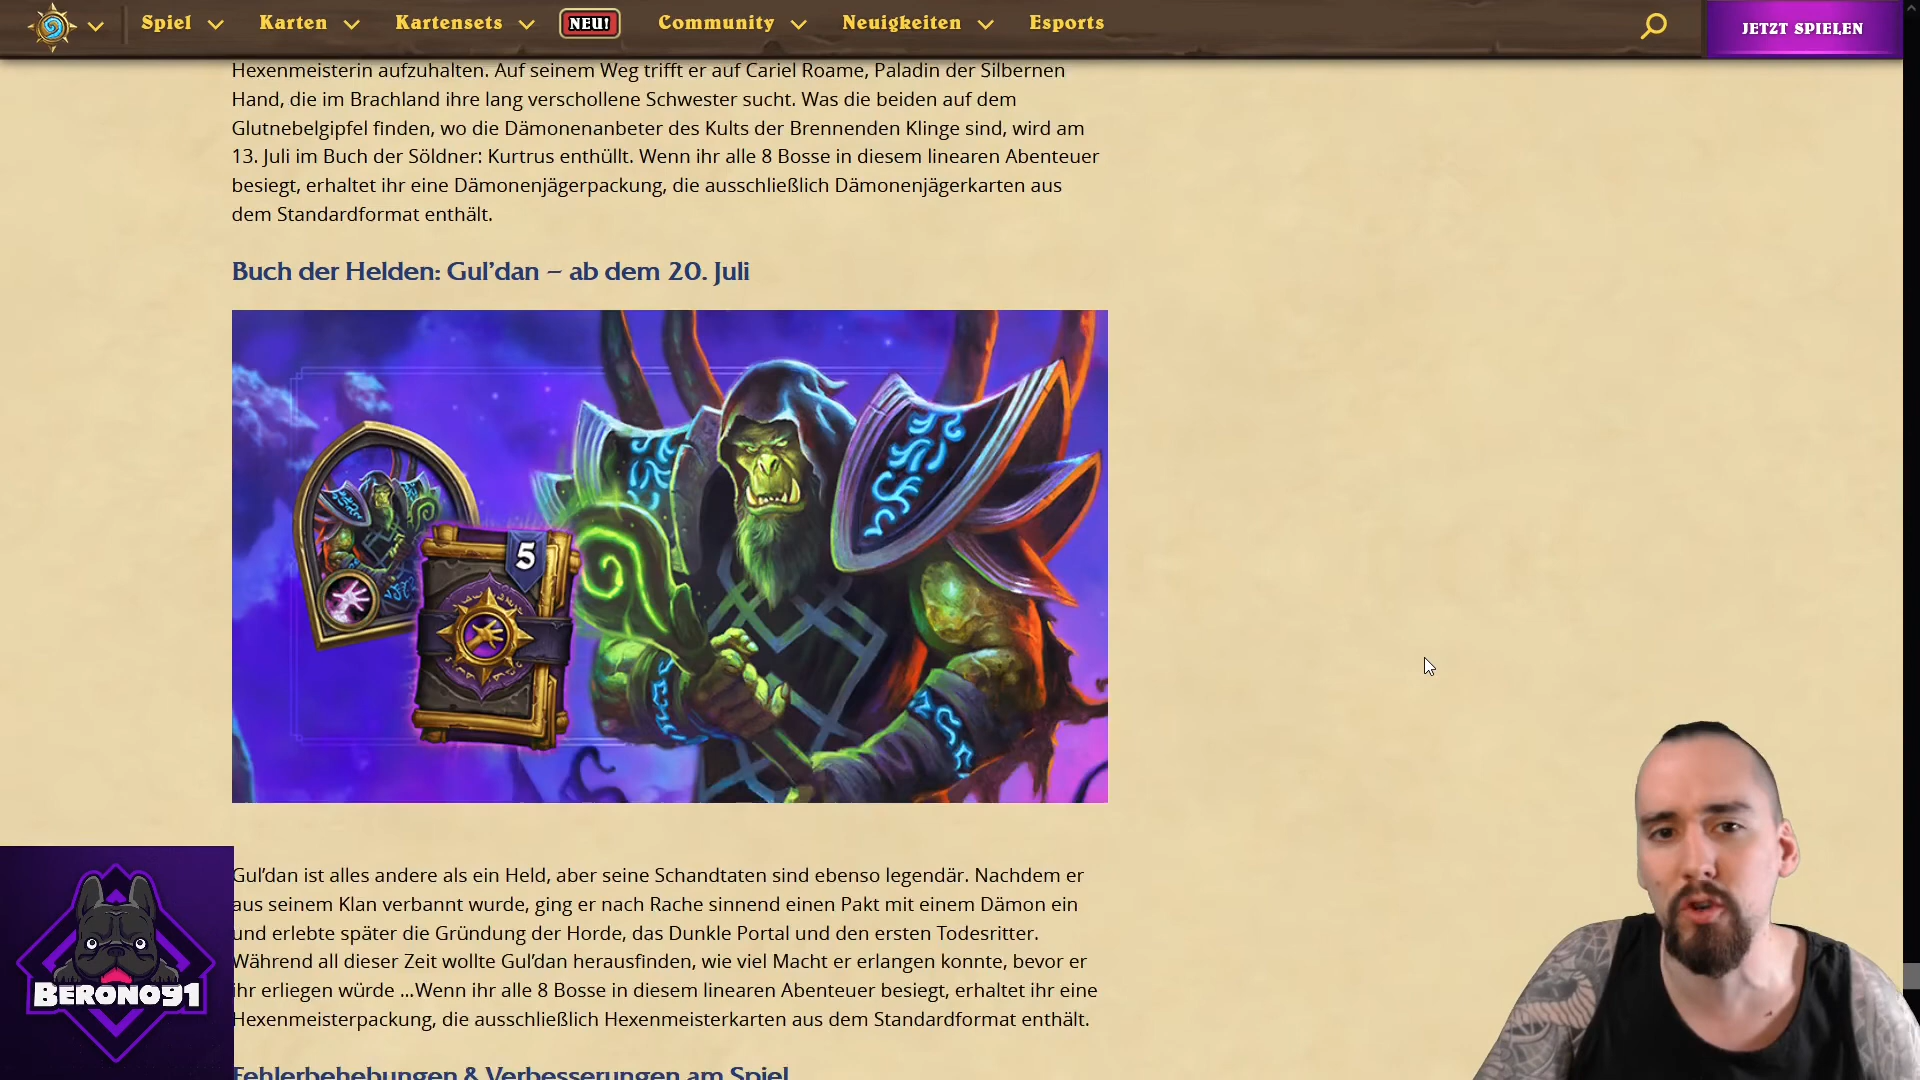 Spiel
Karten
Kartensets
NEU!
Community
Neuigkeiten
Esports
JETZT SPIELEN
Hexenmeisterin aufzuhalten. Auf seinem Weg trifft er auf Cariel Roame, Paladin der Silbernen
Hand, die im Brachland ihre lang verschollene Schwester sucht. Was die beiden auf dem
Glutnebelgipfel finden, wo die Dämonenanbeter des Kults der Brennenden Klinge sind, wird am
13. Juli im Buch der Söldner: Kurtrus enthüllt. Wenn ihr alle 8 Bosse in diesem linearen Abenteuer
besiegt, erhaltet ihr eine Dämonenjägerpackung, die ausschließlich Dämonenjägerkarten aus
dem Standardformat enthält.
Buch der Helden: Gul’dan – ab dem 20. Juli
5
Gul’dan ist alles andere als ein Held, aber seine Schandtaten sind ebenso legendär. Nachdem er
aus seinem Klan verbannt wurde, ging er nach Rache sinnend einen Pakt mit einem Dämon ein
und erlebte später die Gründung der Horde, das Dunkle Portal und den ersten Todesritter.
Während all dieser Zeit wollte Gul’dan herausfinden, wie viel Macht er erlangen konnte, bevor er
ihr erliegen würde …Wenn ihr alle 8 Bosse in diesem linearen Abenteuer besiegt, erhaltet ihr eine
Hexenmeisterpackung, die ausschließlich Hexenmeisterkarten aus dem Standardformat enthält.
Fehlerbehebungen & Verbesserungen am Spiel
BERONO91